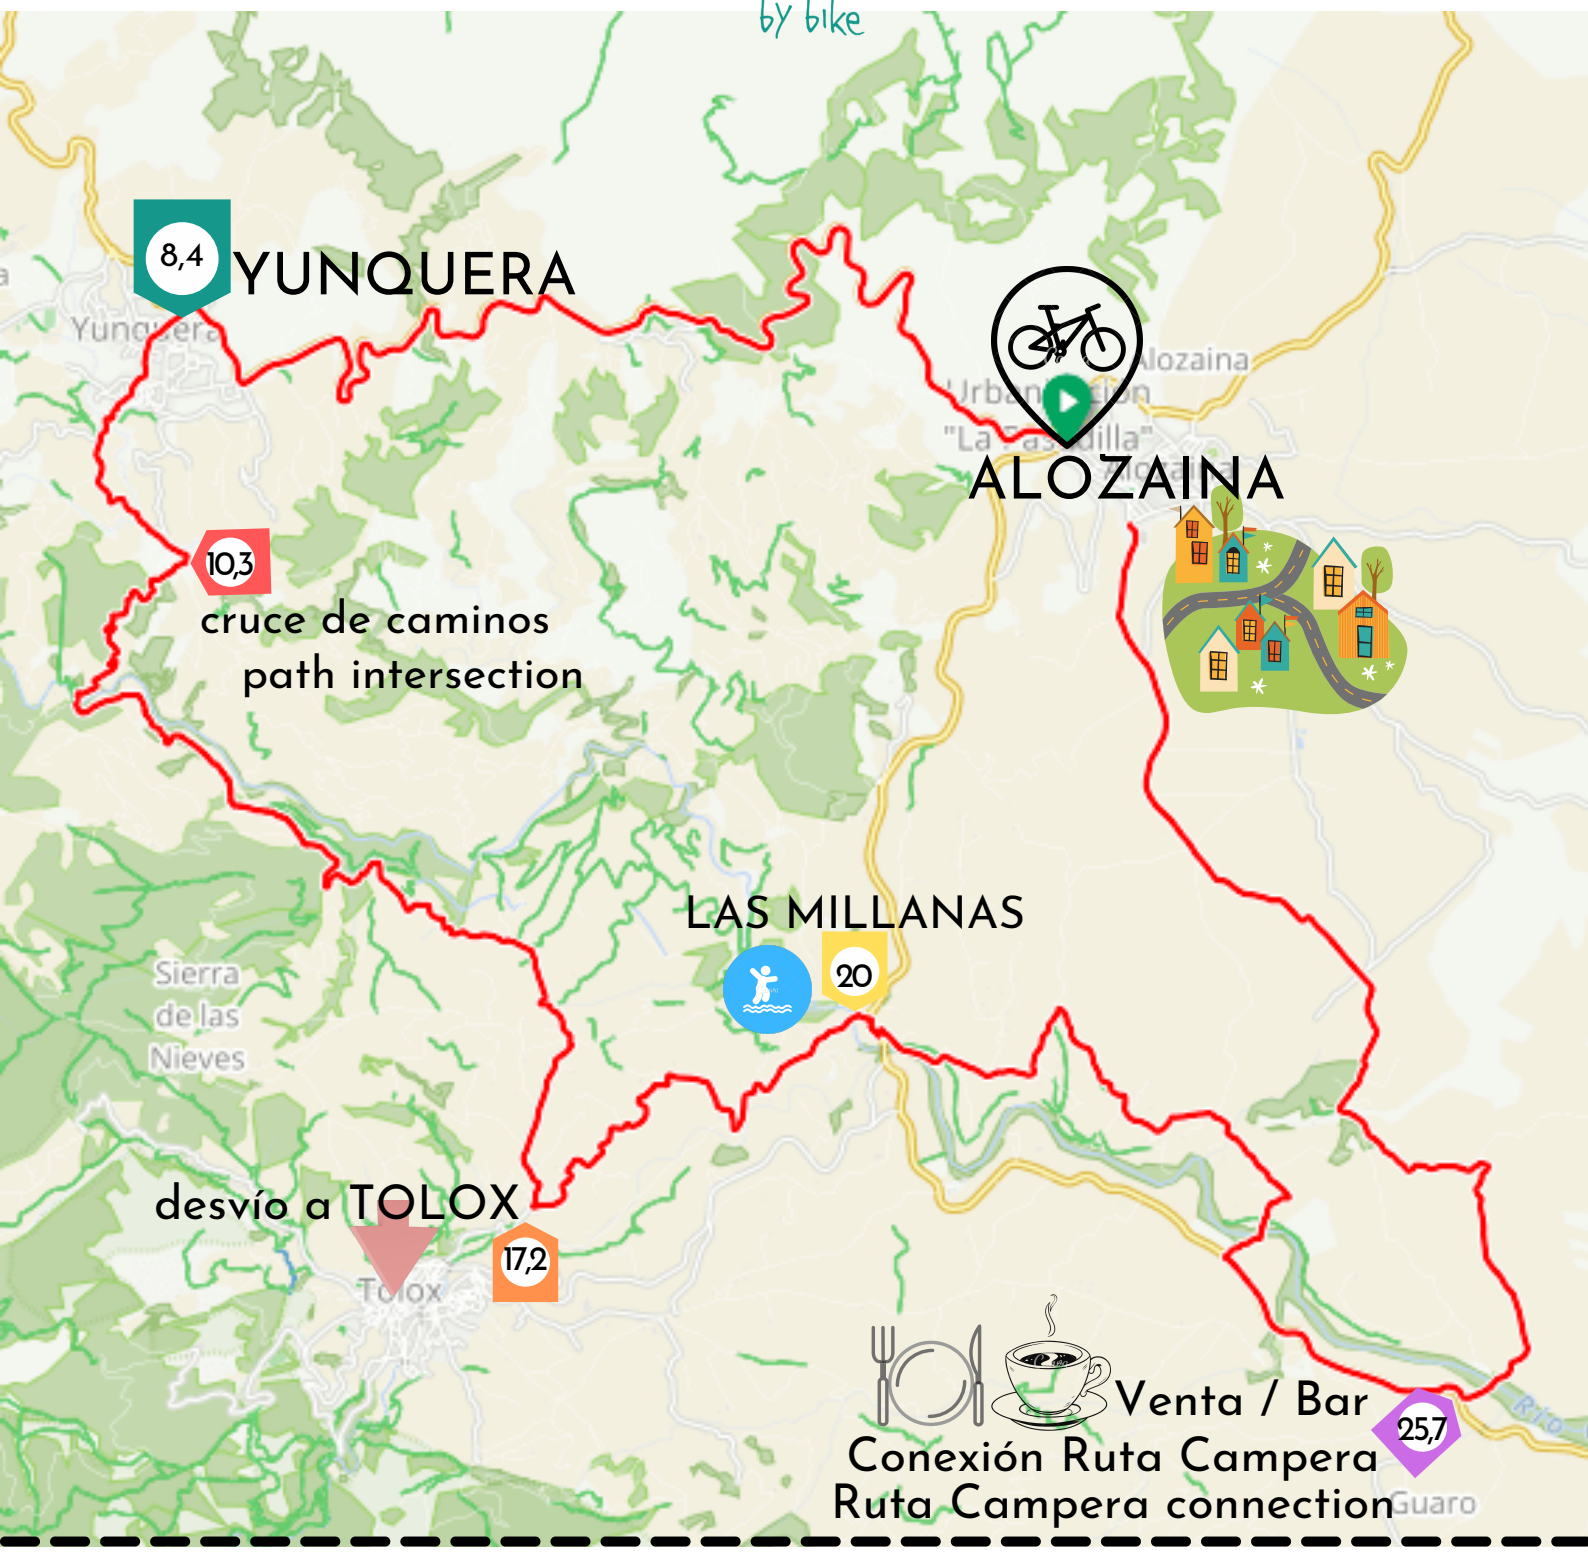 by bike
8,4
YUNQUERA
Yunquera
Alozaina
ALOZAINA
10,3
cruce de caminos
path intersection
LAS MILLANAS
20
Sierra
de las
Nieves
desvío a TOLOX
17,2
Tolox
Venta / Bar
25,7
Conexión Ruta Campera
Ruta Campera connection
Guaro
Río